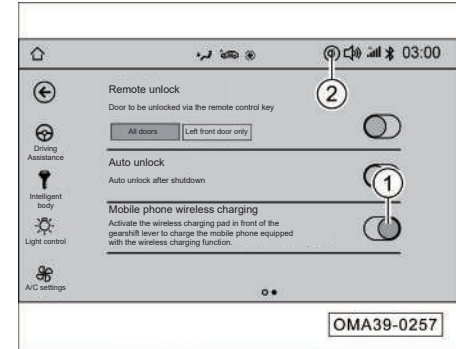 03:00
2
Remote unlock
Door to be unlocked via the remote control key
All doors Left front door only
Driving
Assistance
Auto unlock
Auto unlock after shutdown
1
Intelligent
body
Mobile phone wireless charging
Activate the wireless charging pad in front of the
gearshift lever to charge the mobile phone equipped
with the wireless charging function.
Light control
A/C settings
OMA39-0257